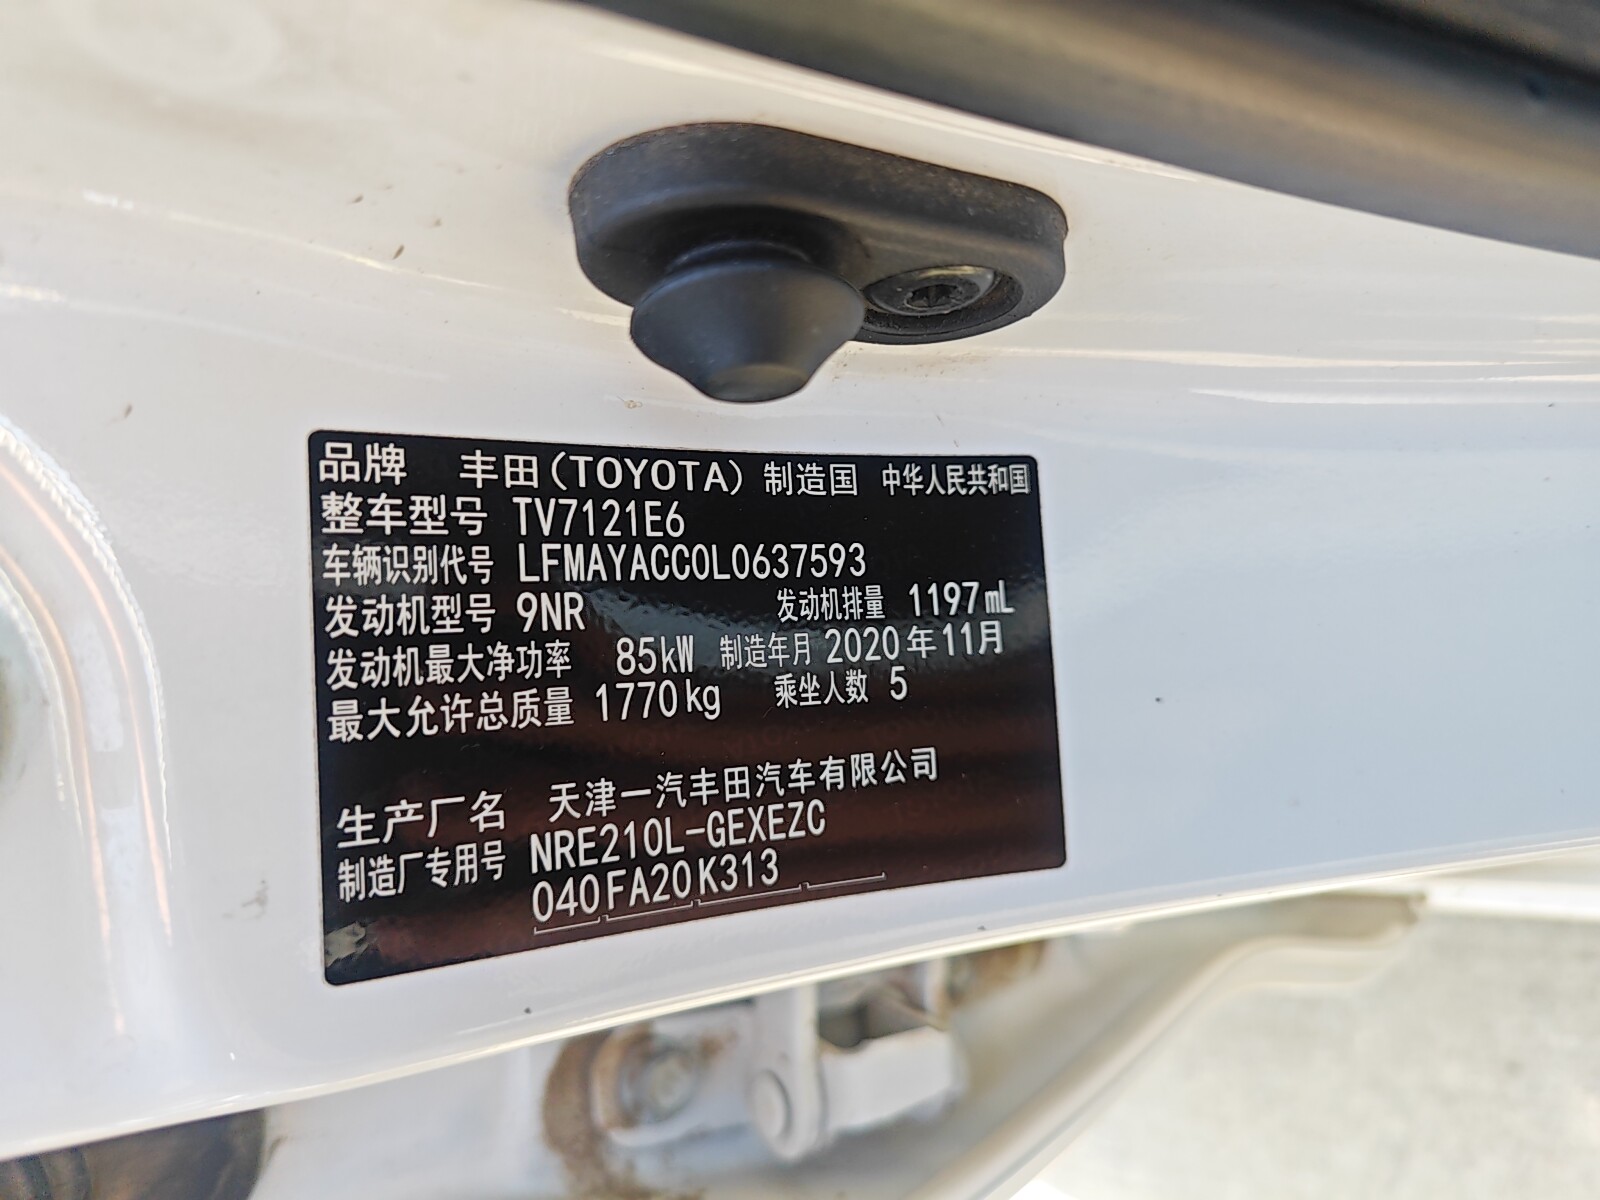 品牌 丰田(TOYOTA) 制造国 中华人民共和国
整车型号 TV7121E6
车辆识别代号 LFMAYACC0L0637593
发动机型号 9NR 发动机排量 1197mL
发动机最大净功率 85kW 制造年月 2020年11月
最大允许总质量 1770kg 乘坐人数 5
生产厂名 天津一汽丰田汽车有限公司
制造厂专用号 NRE210L-GEXEZC
040FA20K313